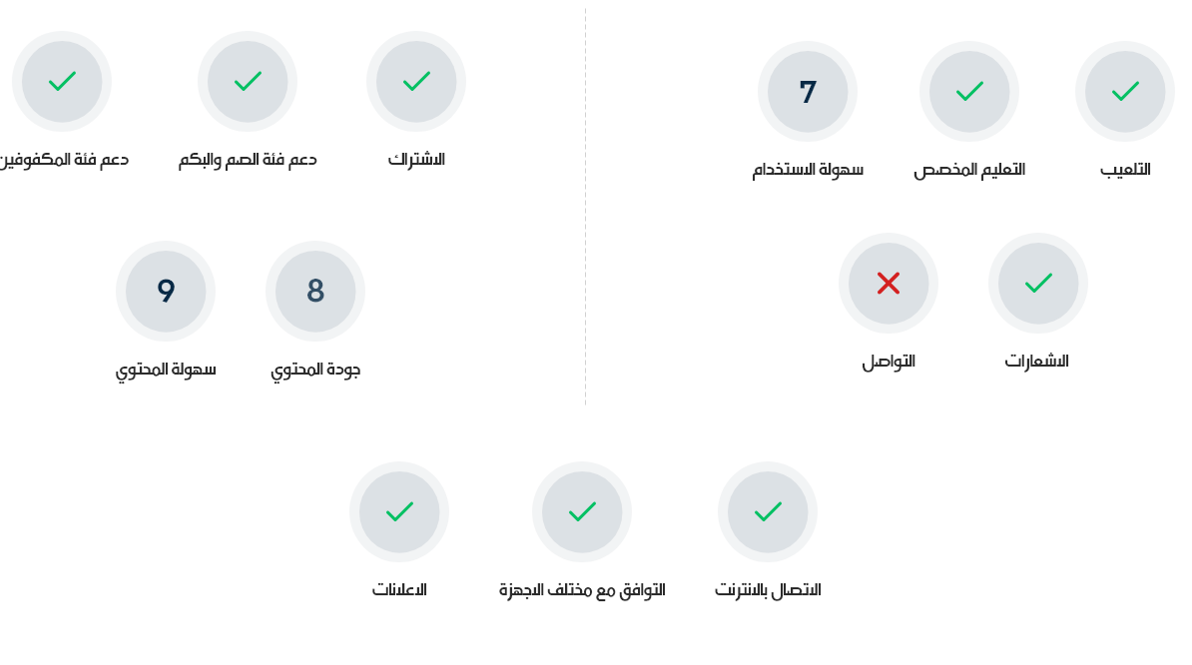 7
التلعيب
التعليم المخصص
سهولة الاستخدام
الاشعارات
التواصل
الاشتراك
دعم فئة الصم والبكم
دعم فئة المكفوفين
8
9
جودة المحتوي
سهولة المحتوي
الاتصال بالانترنت
التوافق مع مختلف الاجهزة
الاعلانات